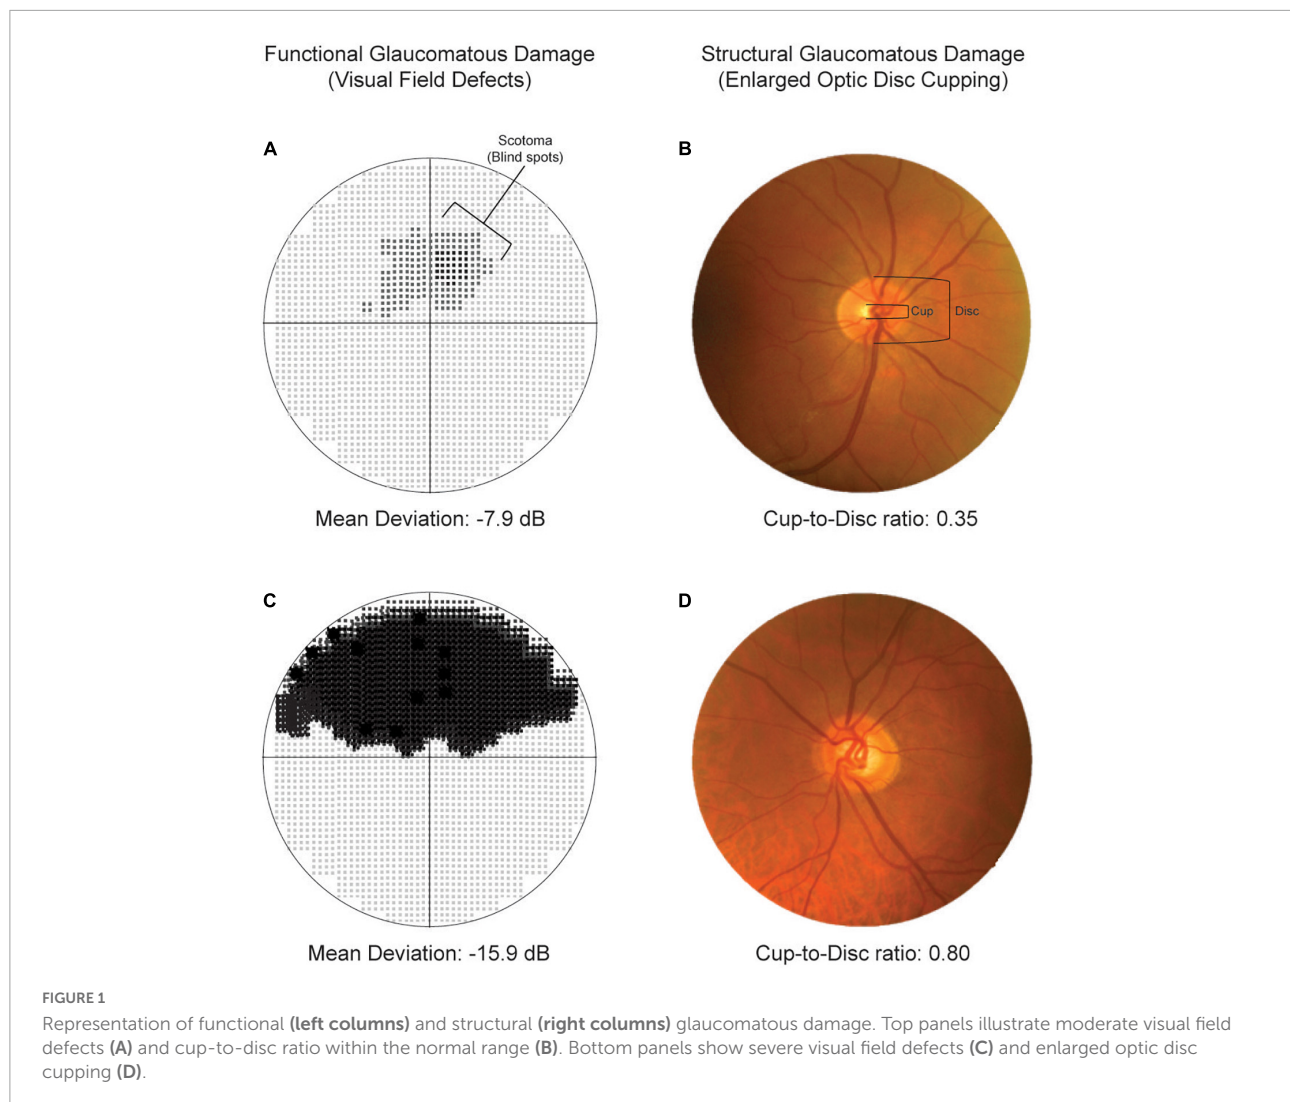 Functional Glaucomatous Damage
(Visual Field Defects)
Structural Glaucomatous Damage
(Enlarged Optic Disc Cupping)
A
Scotoma
(Blind spots)
B
Cup
Disc
Mean Deviation: -7.9 dB
Cup-to-Disc ratio: 0.35
C
D
Mean Deviation: -15.9 dB
Cup-to-Disc ratio: 0.80
FIGURE 1
Representation of functional (left columns) and structural (right columns) glaucomatous damage. Top panels illustrate moderate visual field
defects (A) and cup-to-disc ratio within the normal range (B). Bottom panels show severe visual field defects (C) and enlarged optic disc
cupping (D).